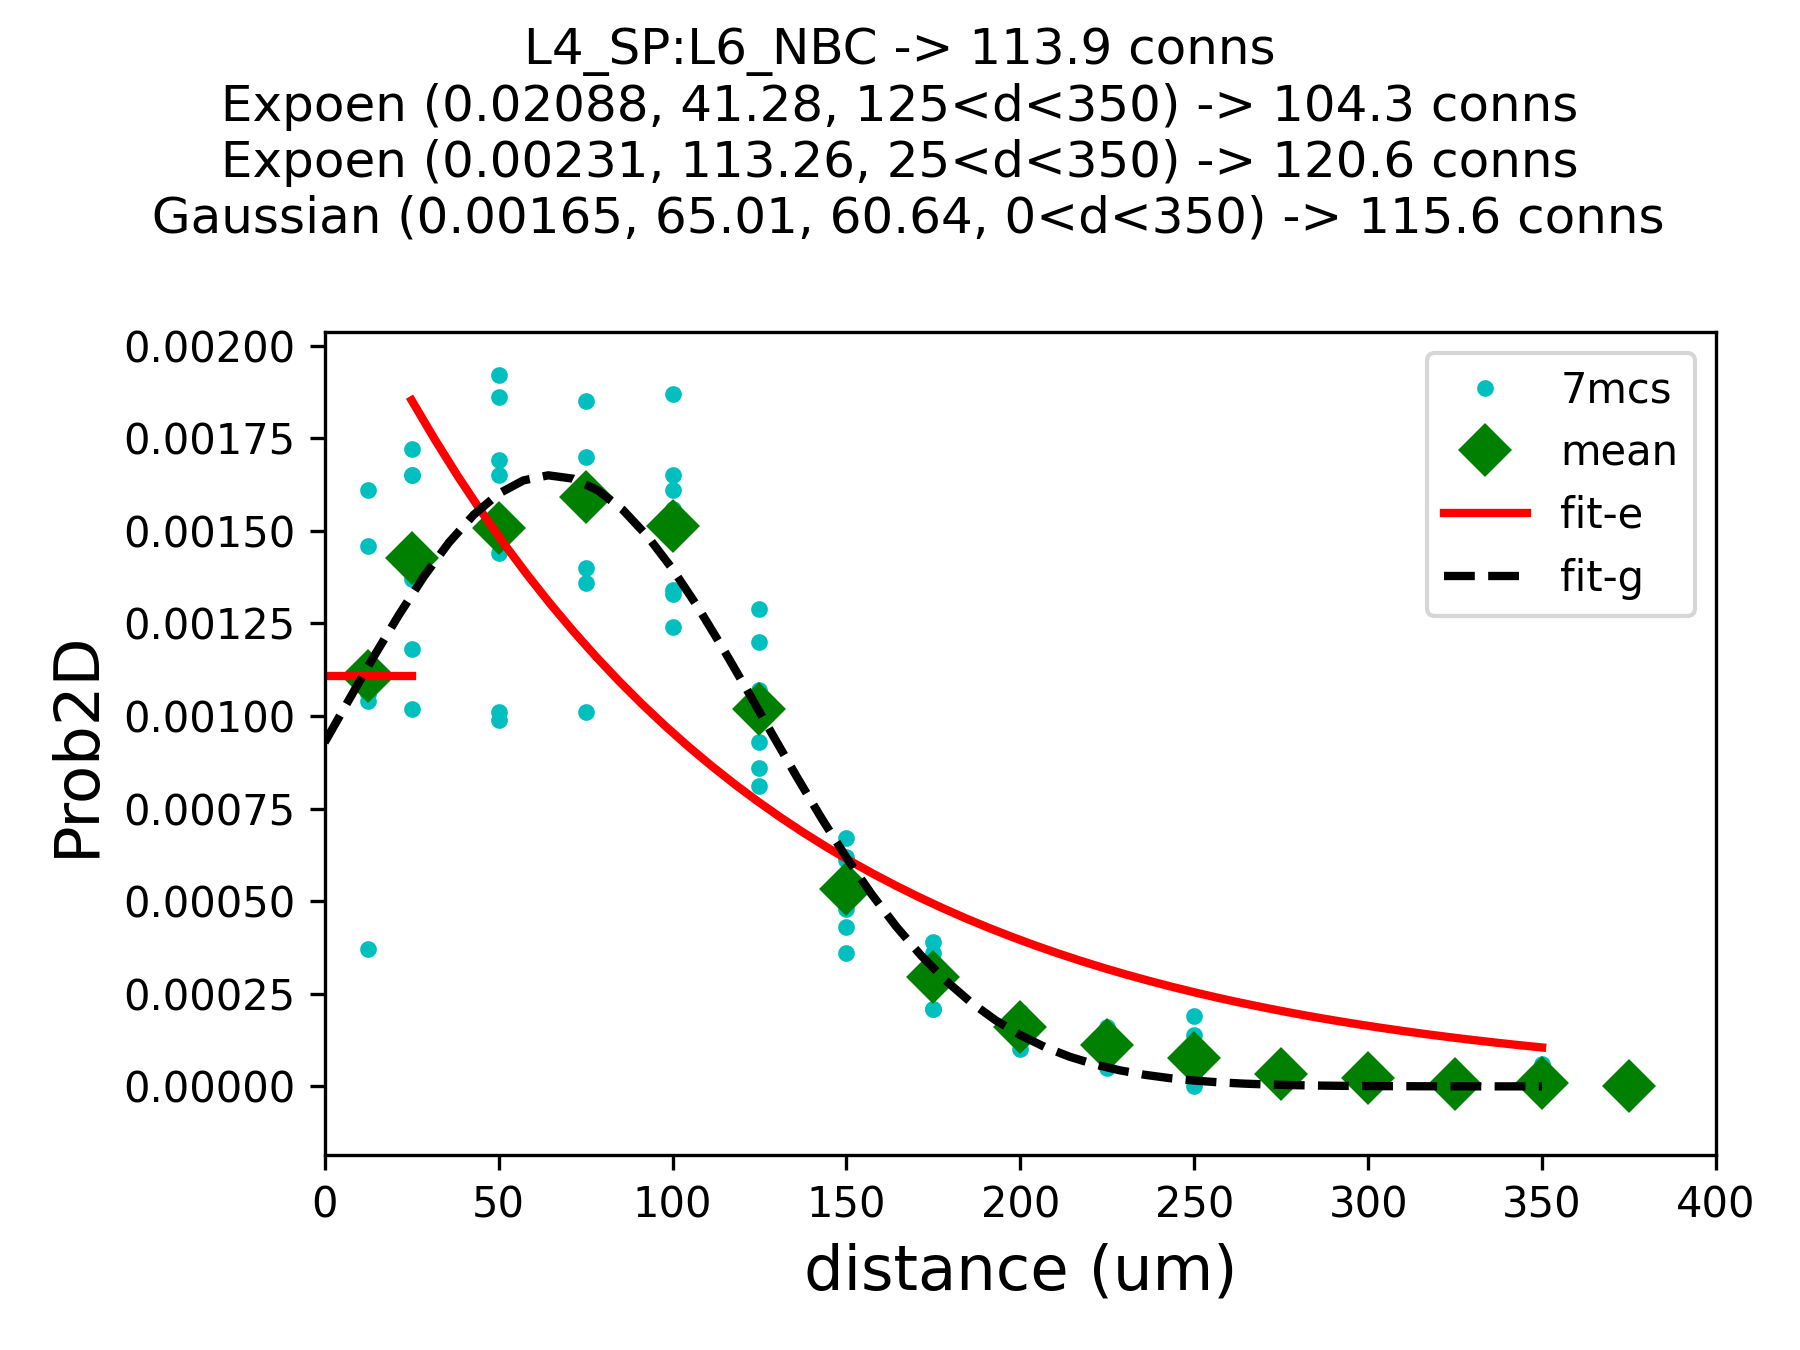 L4_SP:L6_NBC -> 113.9 conns
Expoen (0.02088, 41.28, 125<d<350) -> 104.3 conns
Expoen (0.00231, 113.26, 25<d<350) -> 120.6 conns
Gaussian (0.00165, 65.01, 60.64, 0<d<350) -> 115.6 conns
0.00200
0.00175
0.00150
0.00125
0.00100
0.00075
0.00050
0.00025
0.00000
Prob2D
7mcs
mean
fit-e
fit-g
0 50 100 150 200 250 300 350 400
distance (um)